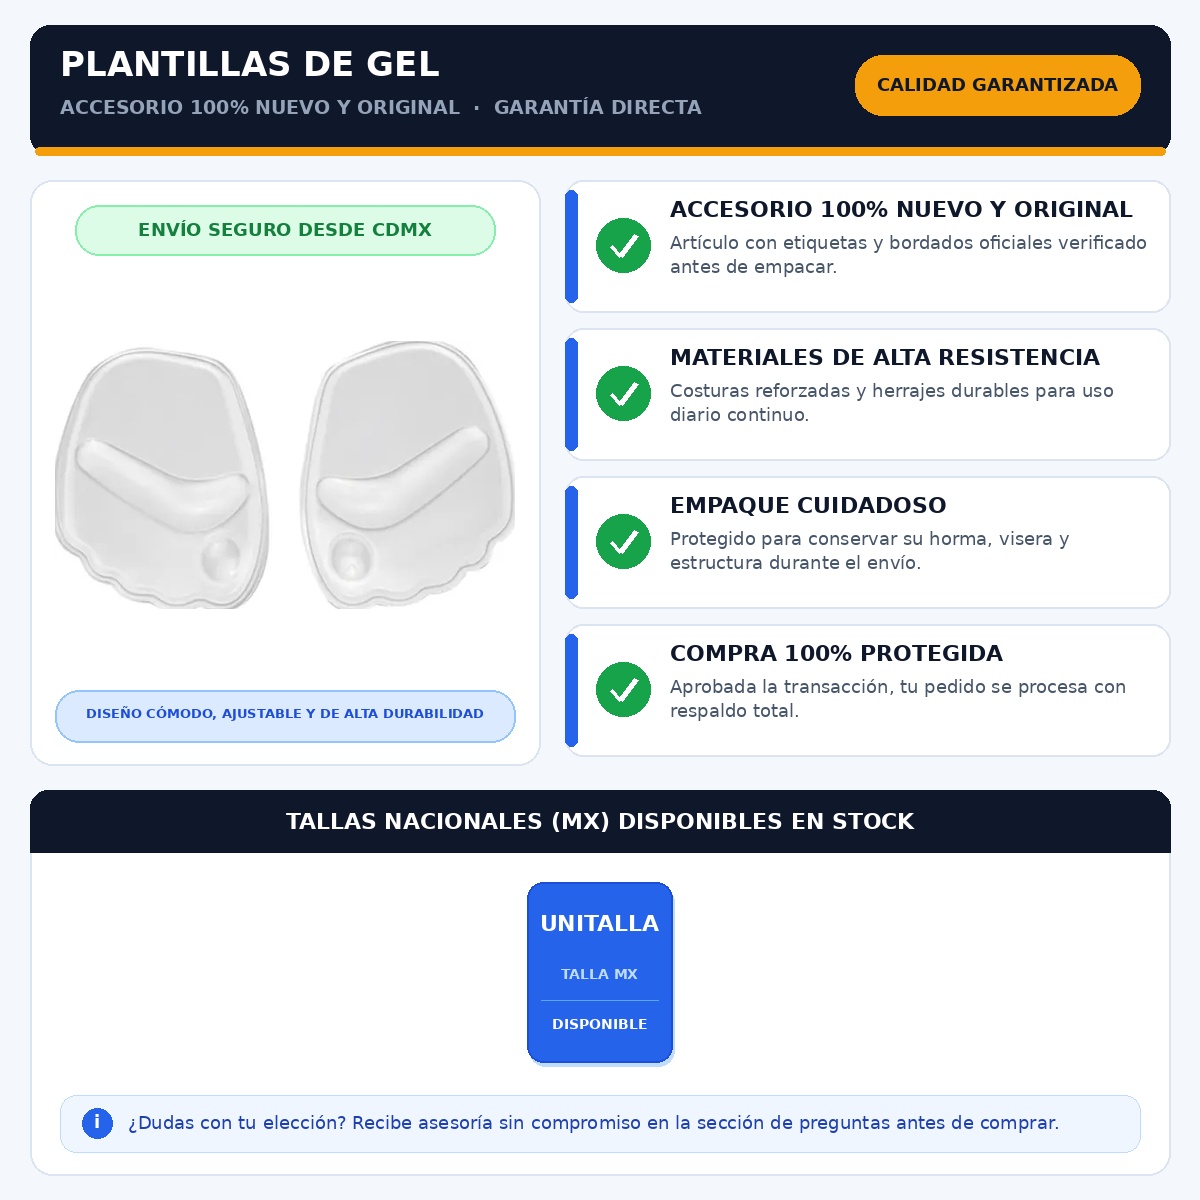 PLANTILLAS DE GEL
ACCESORIO 100% NUEVO Y ORIGINAL · GARANTÍA DIRECTA
CALIDAD GARANTIZADA
ENVÍO SEGURO DESDE CDMX
DISEÑO CÓMODO, AJUSTABLE Y DE ALTA DURABILIDAD
ACCESORIO 100% NUEVO Y ORIGINAL
Artículo con etiquetas y bordados oficiales verificado
antes de empacar.
MATERIALES DE ALTA RESISTENCIA
Costuras reforzadas y herrajes durables para uso
diario continuo.
EMPAQUE CUIDADOSO
Protegido para conservar su horma, visera y
estructura durante el envío.
COMPRA 100% PROTEGIDA
Aprobada la transacción, tu pedido se procesa con
respaldo total.
TALLAS NACIONALES (MX) DISPONIBLES EN STOCK
UNITALLA
TALLA MX
DISPONIBLE
i ¿Dudas con tu elección? Recibe asesoría sin compromiso en la sección de preguntas antes de comprar.